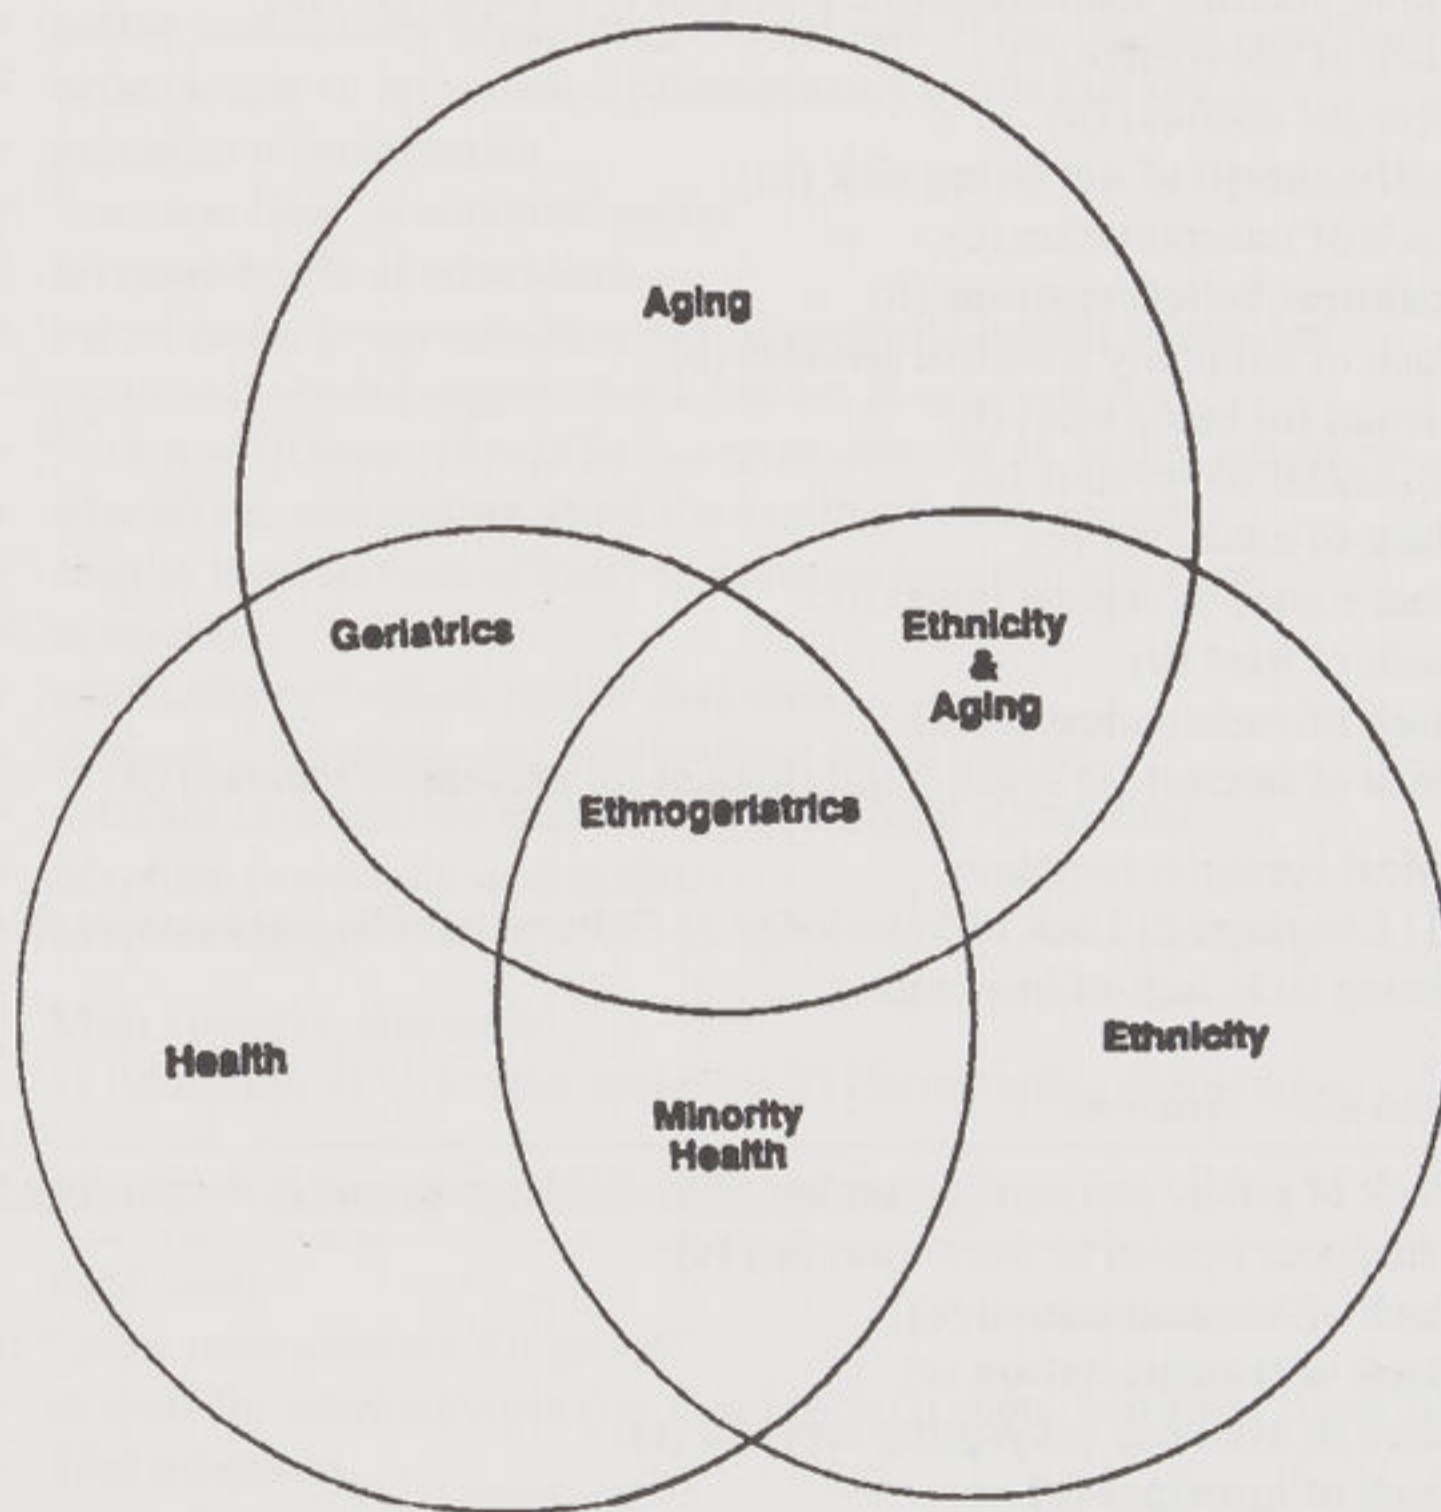 Aging
Geriatrics
Ethnicity
&
Aging
Ethnogeriatrics
Health
Ethnicity
Minority
Health